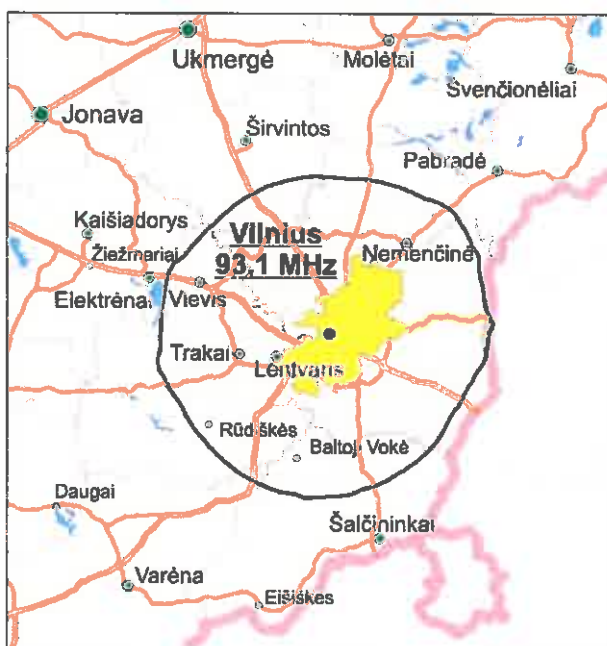 Ukmergė
Molėtai
Švenčionėliai
Jonava
Širvintos
Pabradė
Kaišiadorys
Vilnius
93,1 MHz
Nemenčinė
Žiežmariai
Elektrėnai
Vievis
Trakai
Lentvaris
Rūdiškės
Baltoji Vokė
Daugai
Šalčininkai
Varėna
Eišiškės